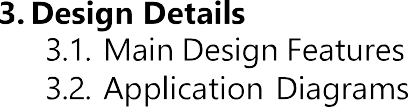 3. Design Details
3.1. Main Design Features
3.2. Application Diagrams